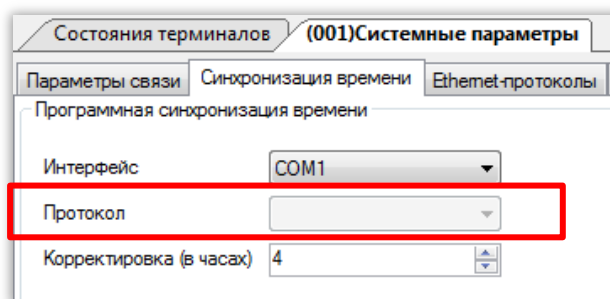 Состояния терминалов (001)Системные параметры
Параметры связи Синхронизация времени Ethernet-протоколы
Программная синхронизация времени
Интерфейс COM1
Протокол
Корректировка (в часах) 4